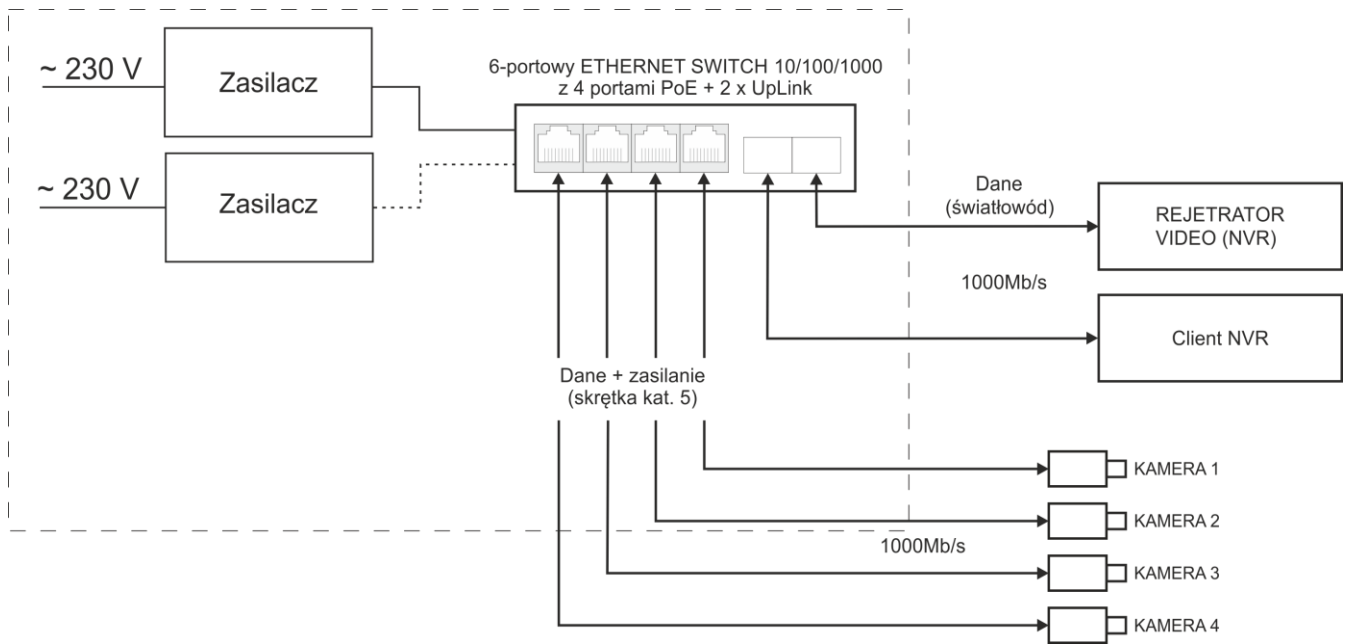 ~ 230 V
Zasilacz
~ 230 V
Zasilacz
6-portowy ETHERNET SWITCH 10/100/1000
z 4 portami PoE + 2 x UpLink
Dane
(światłowód)
REJETRATOR
VIDEO (NVR)
1000Mb/s
Client NVR
Dane + zasilanie
(skrętka kat. 5)
KAMERA 1
KAMERA 2
1000Mb/s
KAMERA 3
KAMERA 4